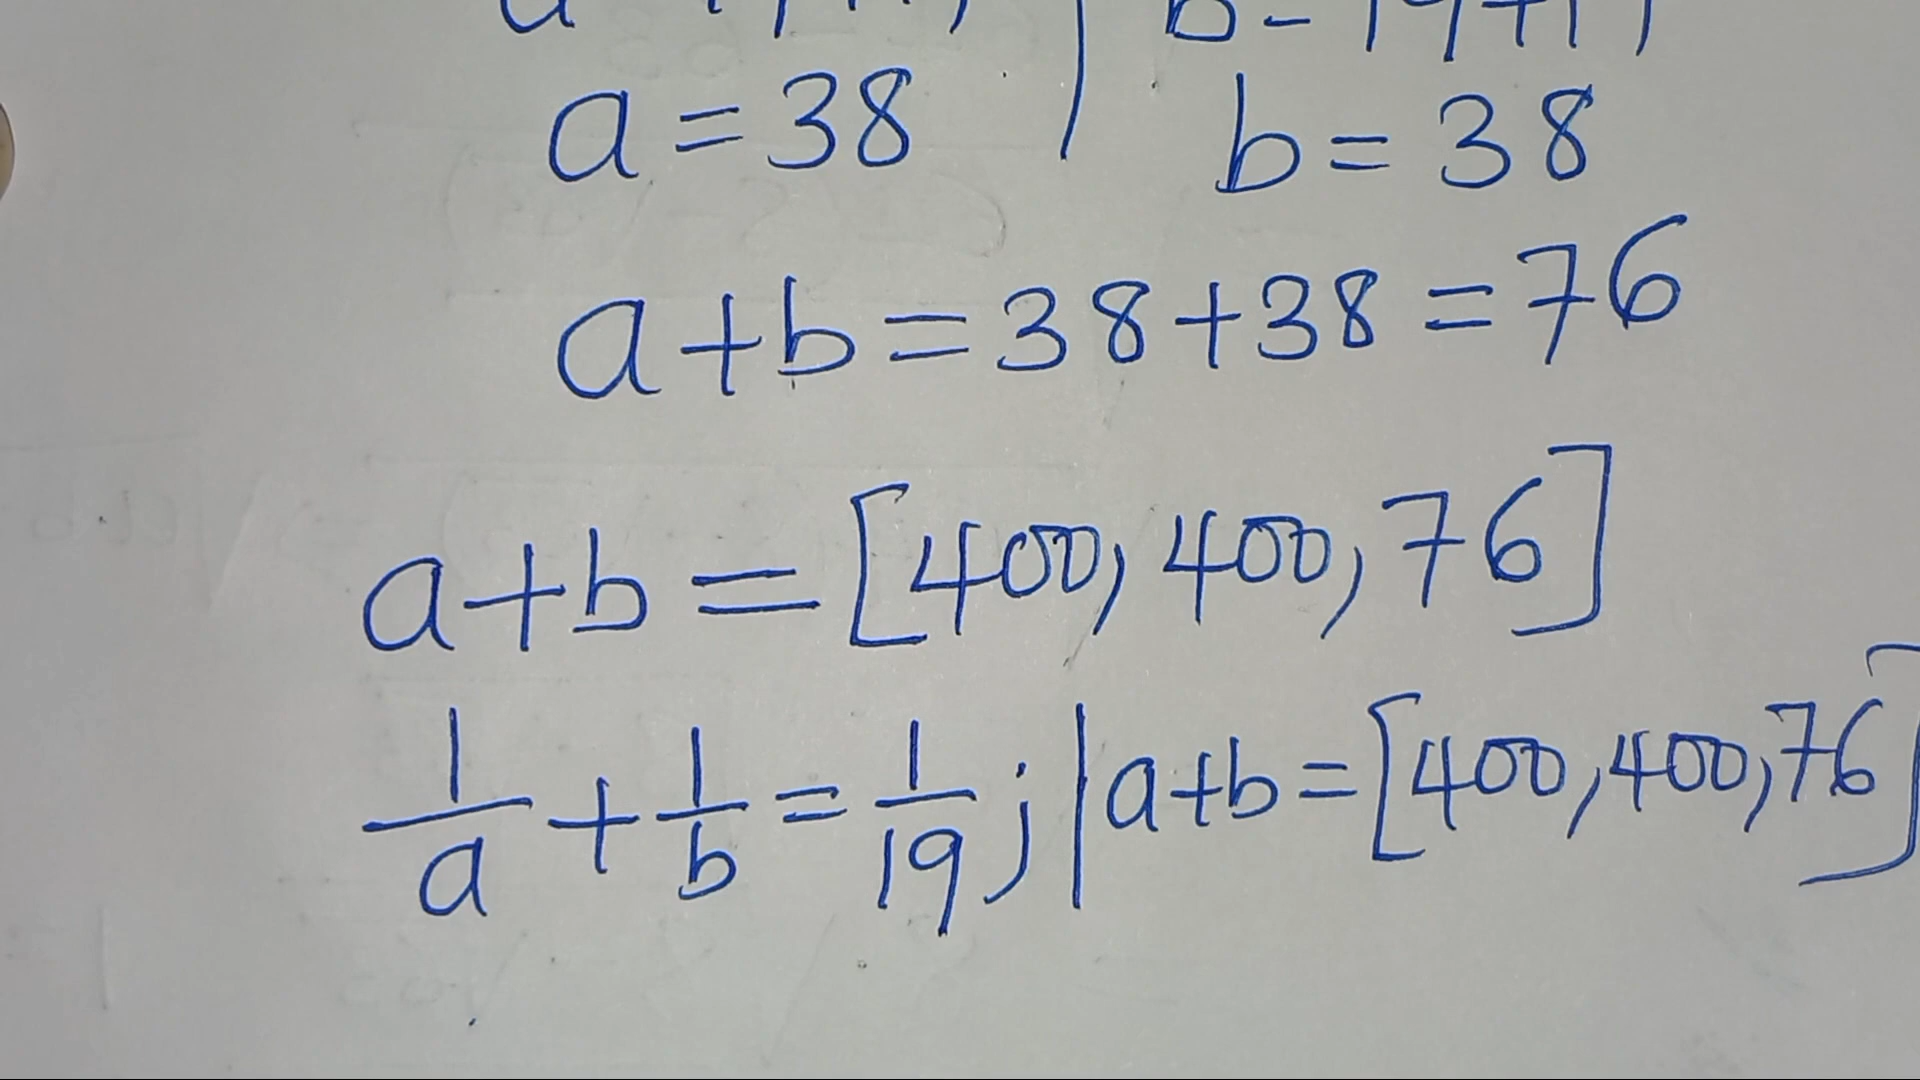 a = 38 | b = 38
a + b = 38 + 38 = 76
a + b = [400, 400, 76]
1/a + 1/b = 1/19 ; | a + b = [400, 400, 76]